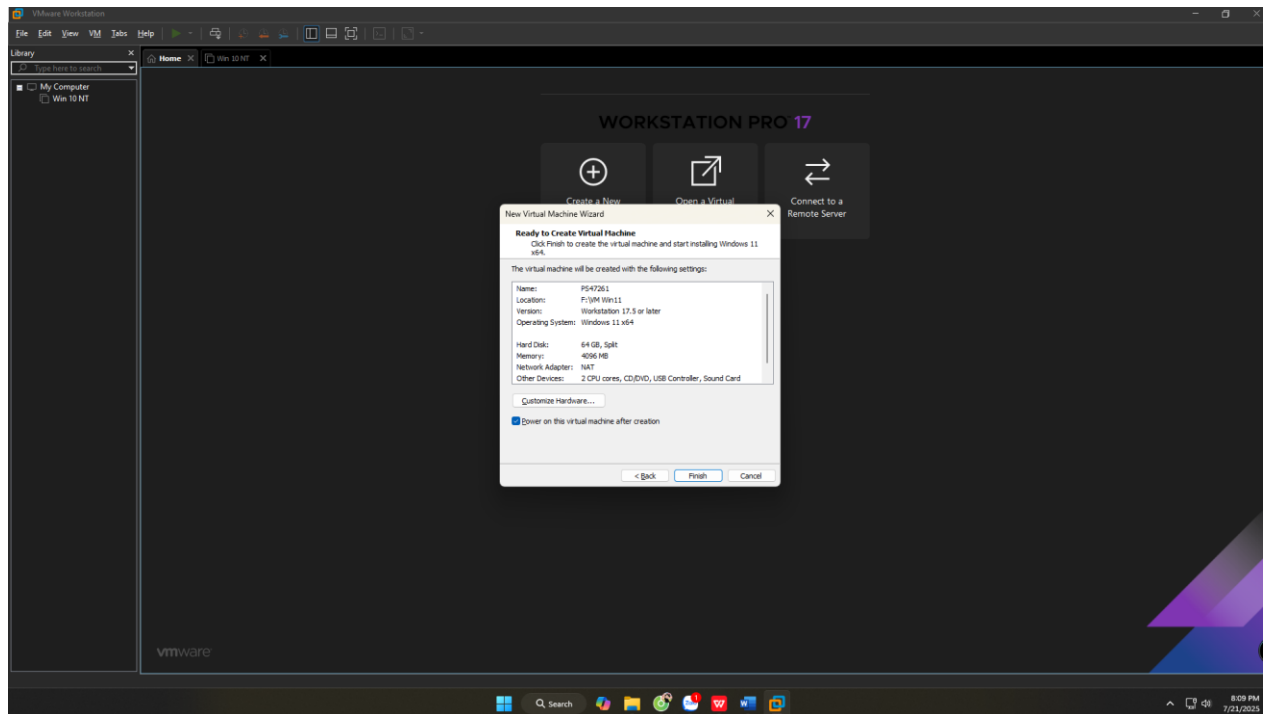 VMware Workstation
File Edit View VM Tabs Help
Library
Type here to search
My Computer
Win 10 NT
Home
Win 10 NT
WORKSTATION PRO 17
Create a New
Open a Virtual
Connect to a
Remote Server
New Virtual Machine Wizard
Ready to Create Virtual Machine
Click Finish to create the virtual machine and start installing Windows 11
x64.
The virtual machine will be created with the following settings:
Name: PS47261
Location: F:\VM Win11
Version: Workstation 17.5 or later
Operating System: Windows 11 x64
Hard Disk: 64 GB, Split
Memory: 4096 MB
Network Adapter: NAT
Other Devices: 2 CPU cores, CD/DVD, USB Controller, Sound Card
Customize Hardware...
Power on this virtual machine after creation
< Back Finish Cancel
vmware
Search
8:09 PM
7/21/2025